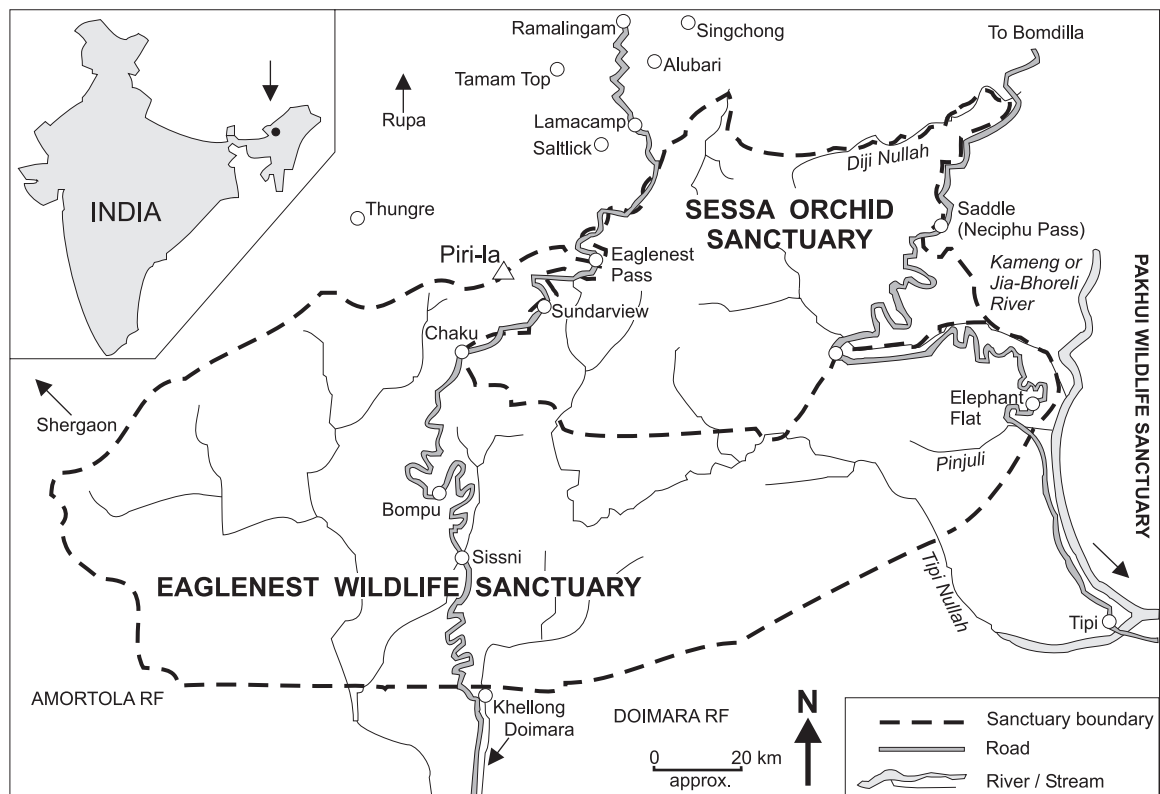 Ramalingam
Singchong
To Bomdilla
Tamam Top
Alubari
Rupa
Lamacamp
Saltlick
Diji Nullah
INDIA
Thungre
SESSA ORCHID
SANCTUARY
Saddle
(Neciphu Pass)
Piri-la
Eaglenest
Pass
Kameng or
Jia-Bhoreli
River
PAKHUI WILDLIFE SANCTUARY
Sundarview
Chaku
Shergaon
Elephant
Flat
Pinjuli
Bompu
Sissni
EAGLENEST WILDLIFE SANCTUARY
Tipi Nullah
Tipi
AMORTOLA RF
Khellong
Doimara
DOIMARA RF
N
0 20 km
approx.
Sanctuary boundary
Road
River / Stream